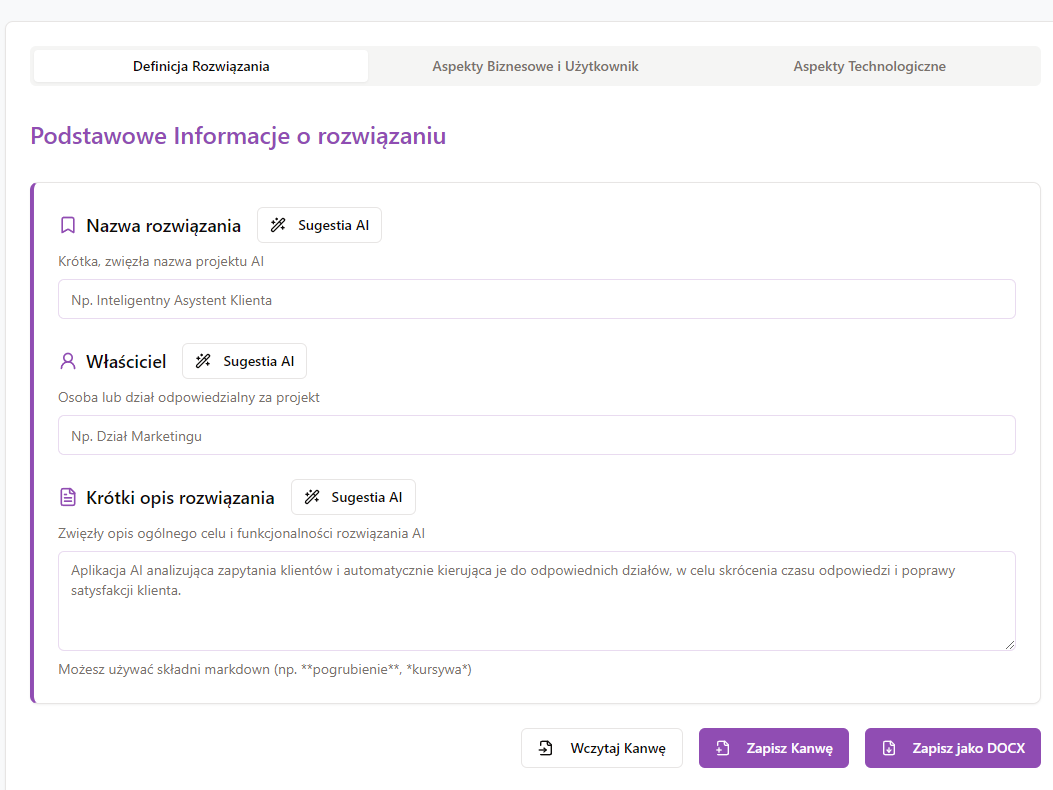 Definicja Rozwiązania
Aspekty Biznesowe i Użytkownik
Aspekty Technologiczne
Podstawowe Informacje o rozwiązaniu
Nazwa rozwiązania
Sugestia AI
Krótka, zwięzła nazwa projektu AI
Np. Inteligentny Asystent Klienta
Właściciel
Sugestia AI
Osoba lub dział odpowiedzialny za projekt
Np. Dział Marketingu
Krótki opis rozwiązania
Sugestia AI
Zwięzły opis ogólnego celu i funkcjonalności rozwiązania AI
Aplikacja AI analizująca zapytania klientów i automatycznie kierująca je do odpowiednich działów, w celu skrócenia czasu odpowiedzi i poprawy
satysfakcji klienta.
Możesz używać składni markdown (np. **pogrubienie**, *kursywa*)
Wczytaj Kanwę
Zapisz Kanwę
Zapisz jako DOCX